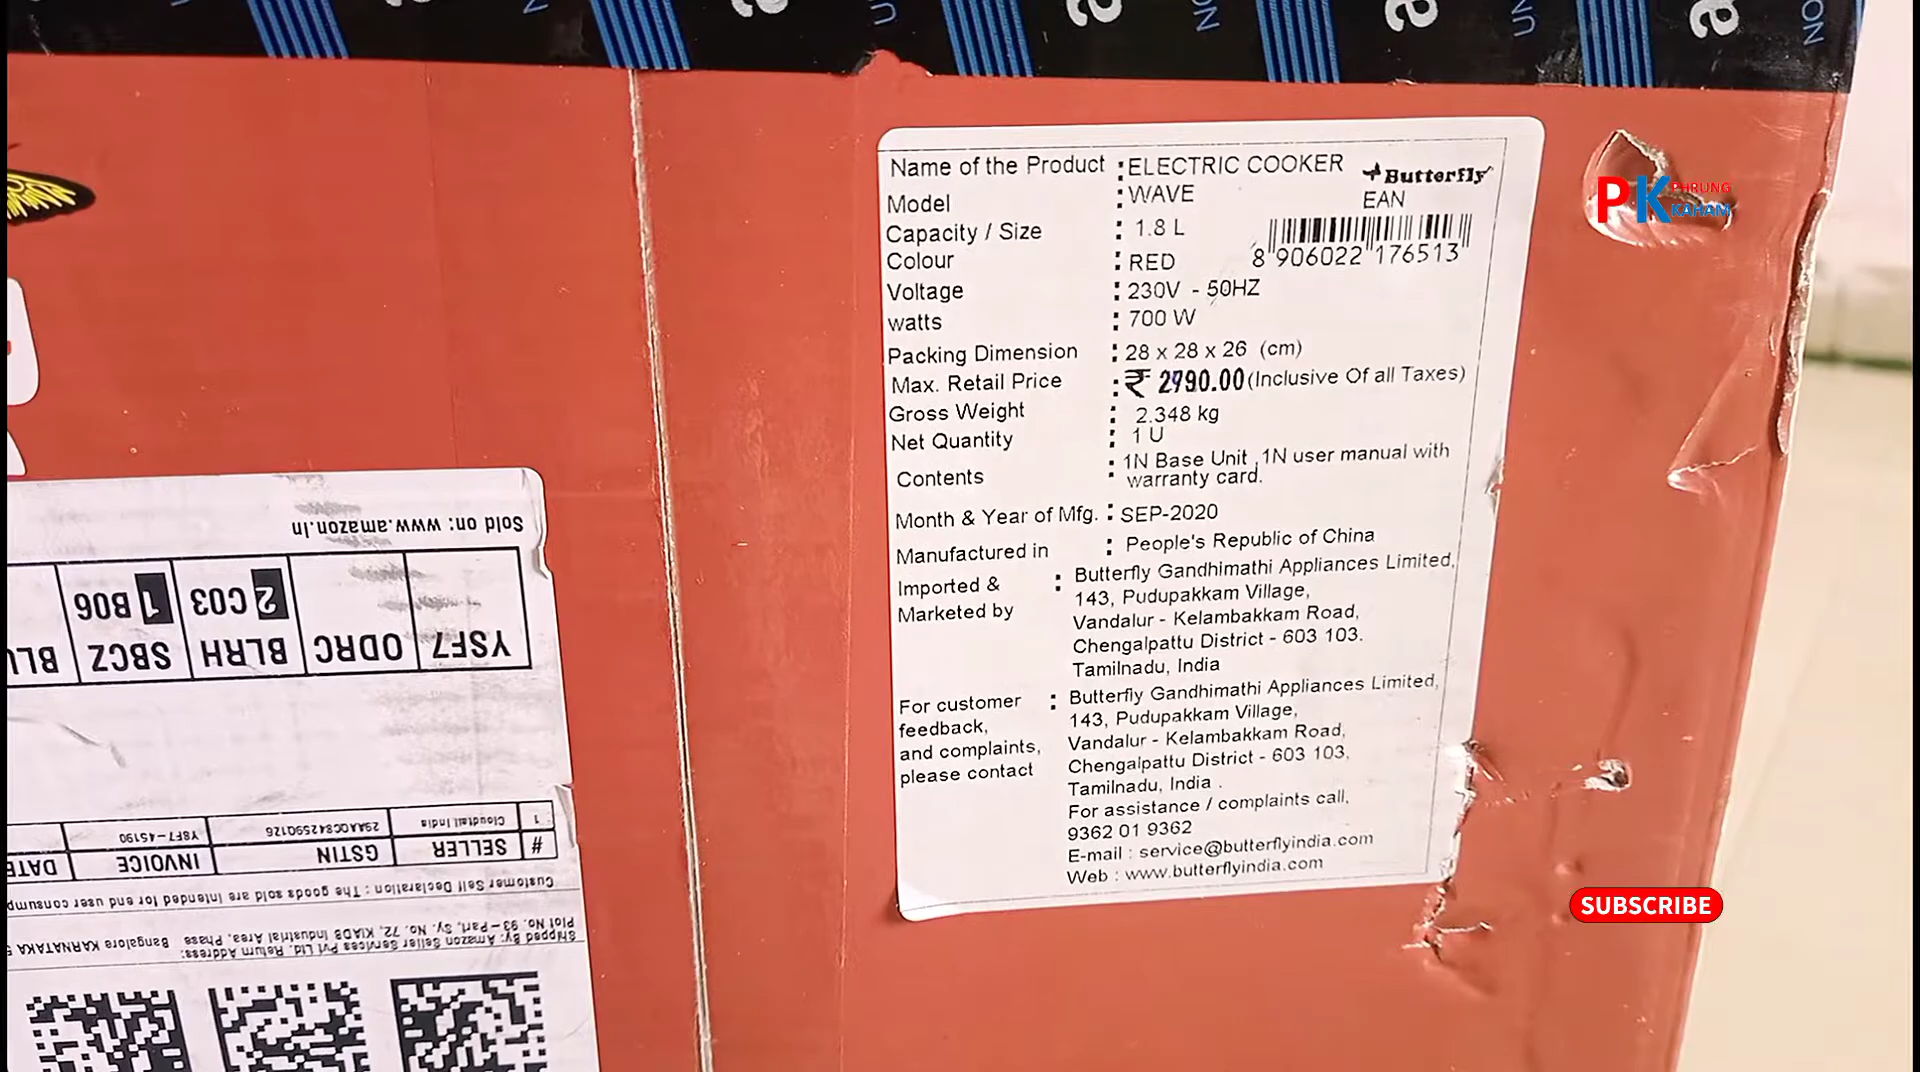 Name of the Product : ELECTRIC COOKER
Butterfly
Model : WAVE
EAN
Capacity / Size : 1.8 L
8 906022 176513
Colour : RED
Voltage : 230V - 50HZ
watts : 700 W
Packing Dimension : 28 x 28 x 26 (cm)
Max. Retail Price : ₹ 2990.00 (Inclusive Of all Taxes)
Gross Weight : 2.348 kg
Net Quantity : 1 U
Contents : 1N Base Unit , 1N user manual with
warranty card.
Month & Year of Mfg. : SEP-2020
Manufactured in : People's Republic of China
Imported & Marketed by : Butterfly Gandhimathi Appliances Limited,
143, Pudupakkam Village,
Vandalur - Kelambakkam Road,
Chengalpattu District - 603 103.
Tamilnadu, India
For customer feedback, and complaints, please contact : Butterfly Gandhimathi Appliances Limited,
143, Pudupakkam Village,
Vandalur - Kelambakkam Road,
Chengalpattu District - 603 103,
Tamilnadu, India .
For assistance / complaints call,
9362 01 9362
E-mail : service@butterflyindia.com
Web : www.butterflyindia.com
PK PHRUNG KAHAM
SUBSCRIBE
Sold on: www.amazon.in
YSF7 ODRC BLRH SBCZ
2 C03 1 B06
# SELLER GSTIN INVOICE DATE
1 Cloudtail India 29AAQCS4259Q1Z6 YSF7-45190
Customer Self Declaration : The goods sold are intended for end user
Shipped By: Amazon Seller Services Pvt Ltd. Return Address:
Plot No. 93-Part, Sy. No. 72, KIADB Industrial Area, Phase, Bangalore KARNATAKA